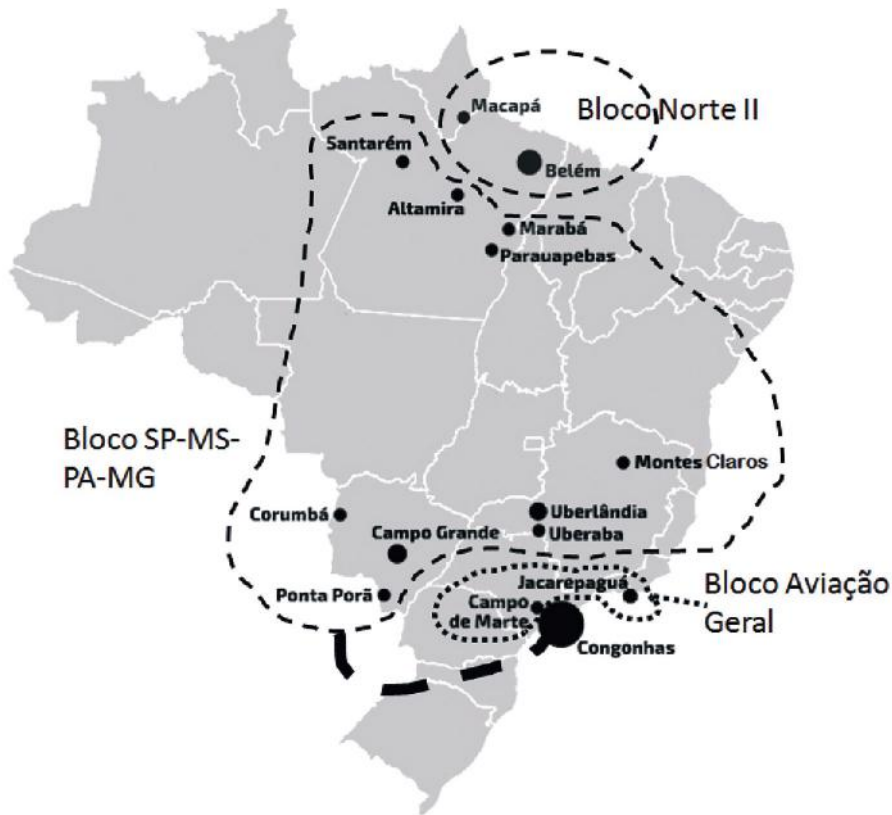 Macapá
Bloco Norte II
Santarém
Belém
Altamira
Marabá
Parauapebas
Bloco SP-MS-
PA-MG
Montes Claros
Corumbá
Uberlândia
Campo Grande
Uberaba
Jacarepaguá
Bloco Aviação
Geral
Ponta Porã
Campo
de Marte
Congonhas